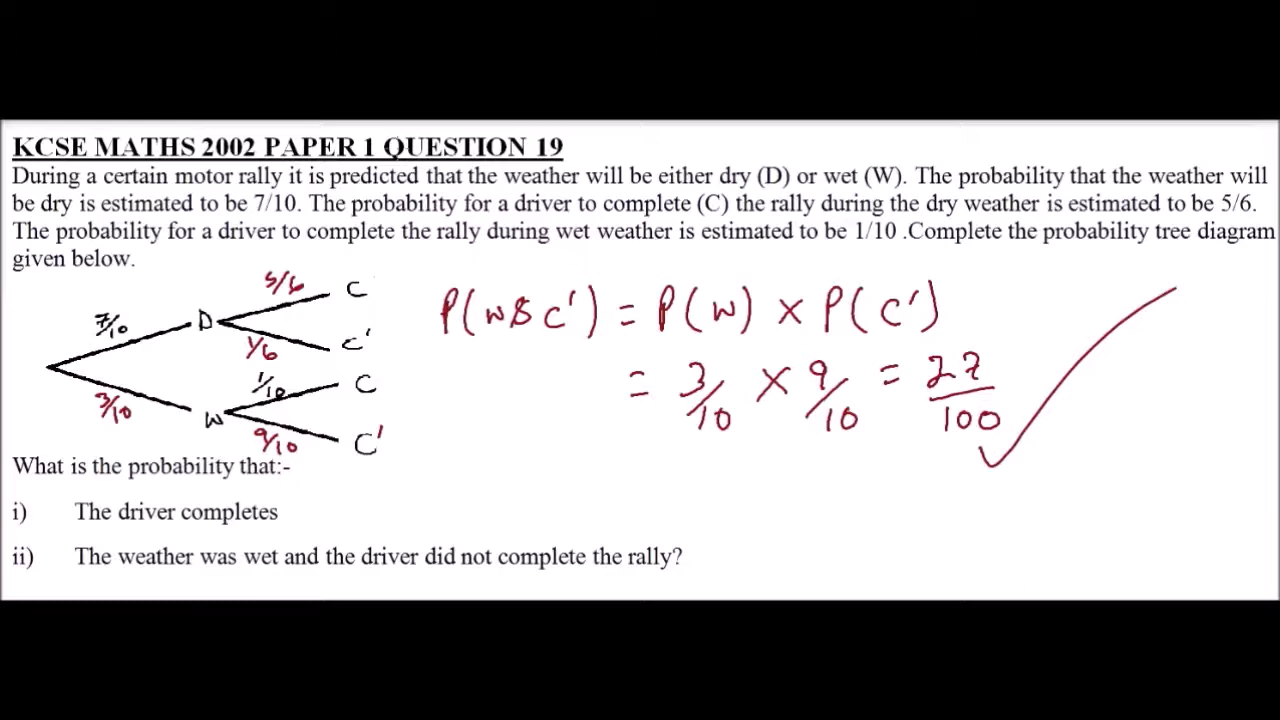 KCSE MATHS 2002 PAPER 1 QUESTION 19
During a certain motor rally it is predicted that the weather will be either dry (D) or wet (W). The probability that the weather will
be dry is estimated to be 7/10. The probability for a driver to complete (C) the rally during the dry weather is estimated to be 5/6.
The probability for a driver to complete the rally during wet weather is estimated to be 1/10 .Complete the probability tree diagram
given below.
5/6 C
7/10 D
1/6 C'
1/10 C
3/10 W
9/10 C'
P(W & C') = P(W) × P(C')
= 3/10 × 9/10 = 27/100
What is the probability that:-
i) The driver completes
ii) The weather was wet and the driver did not complete the rally?